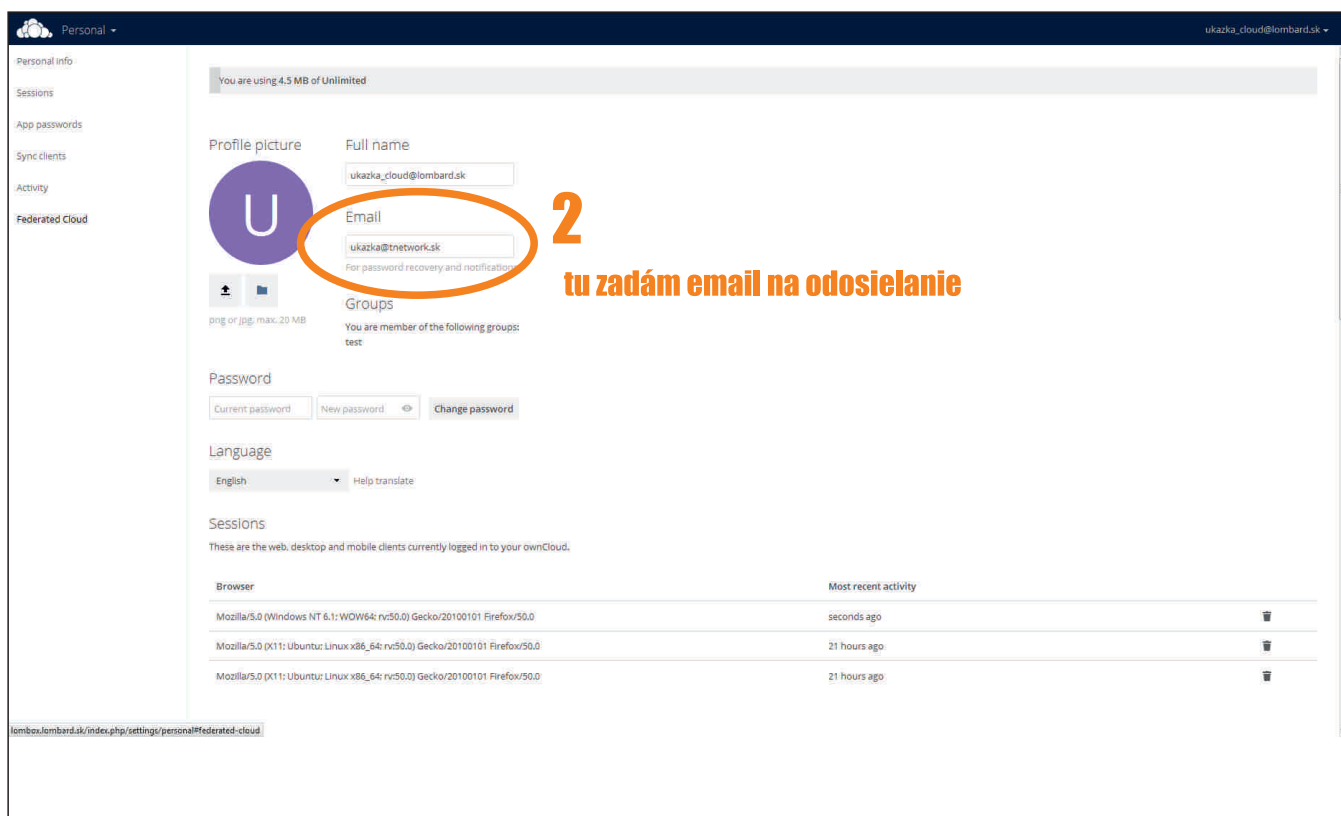 Personal
ukazka_cloud@lombard.sk
Personal info
Sessions
App passwords
Sync clients
Activity
Federated Cloud
You are using 4.5 MB of Unlimited
Profile picture
U
png or jpg, max. 20 MB
Full name
ukazka_cloud@lombard.sk
Email
ukazka@tnetwork.sk
For password recovery and notifications
2
tu zadám email na odosielanie
Groups
You are member of the following groups:
test
Password
Current password
New password
Change password
Language
English
Help translate
Sessions
These are the web, desktop and mobile clients currently logged in to your ownCloud.
Browser Most recent activity
Mozilla/5.0 (Windows NT 6.1; WOW64; rv:50.0) Gecko/20100101 Firefox/50.0 seconds ago
Mozilla/5.0 (X11; Ubuntu; Linux x86_64; rv:50.0) Gecko/20100101 Firefox/50.0 21 hours ago
Mozilla/5.0 (X11; Ubuntu; Linux x86_64; rv:50.0) Gecko/20100101 Firefox/50.0 21 hours ago
lombox.lombard.sk/index.php/settings/personal#federated-cloud